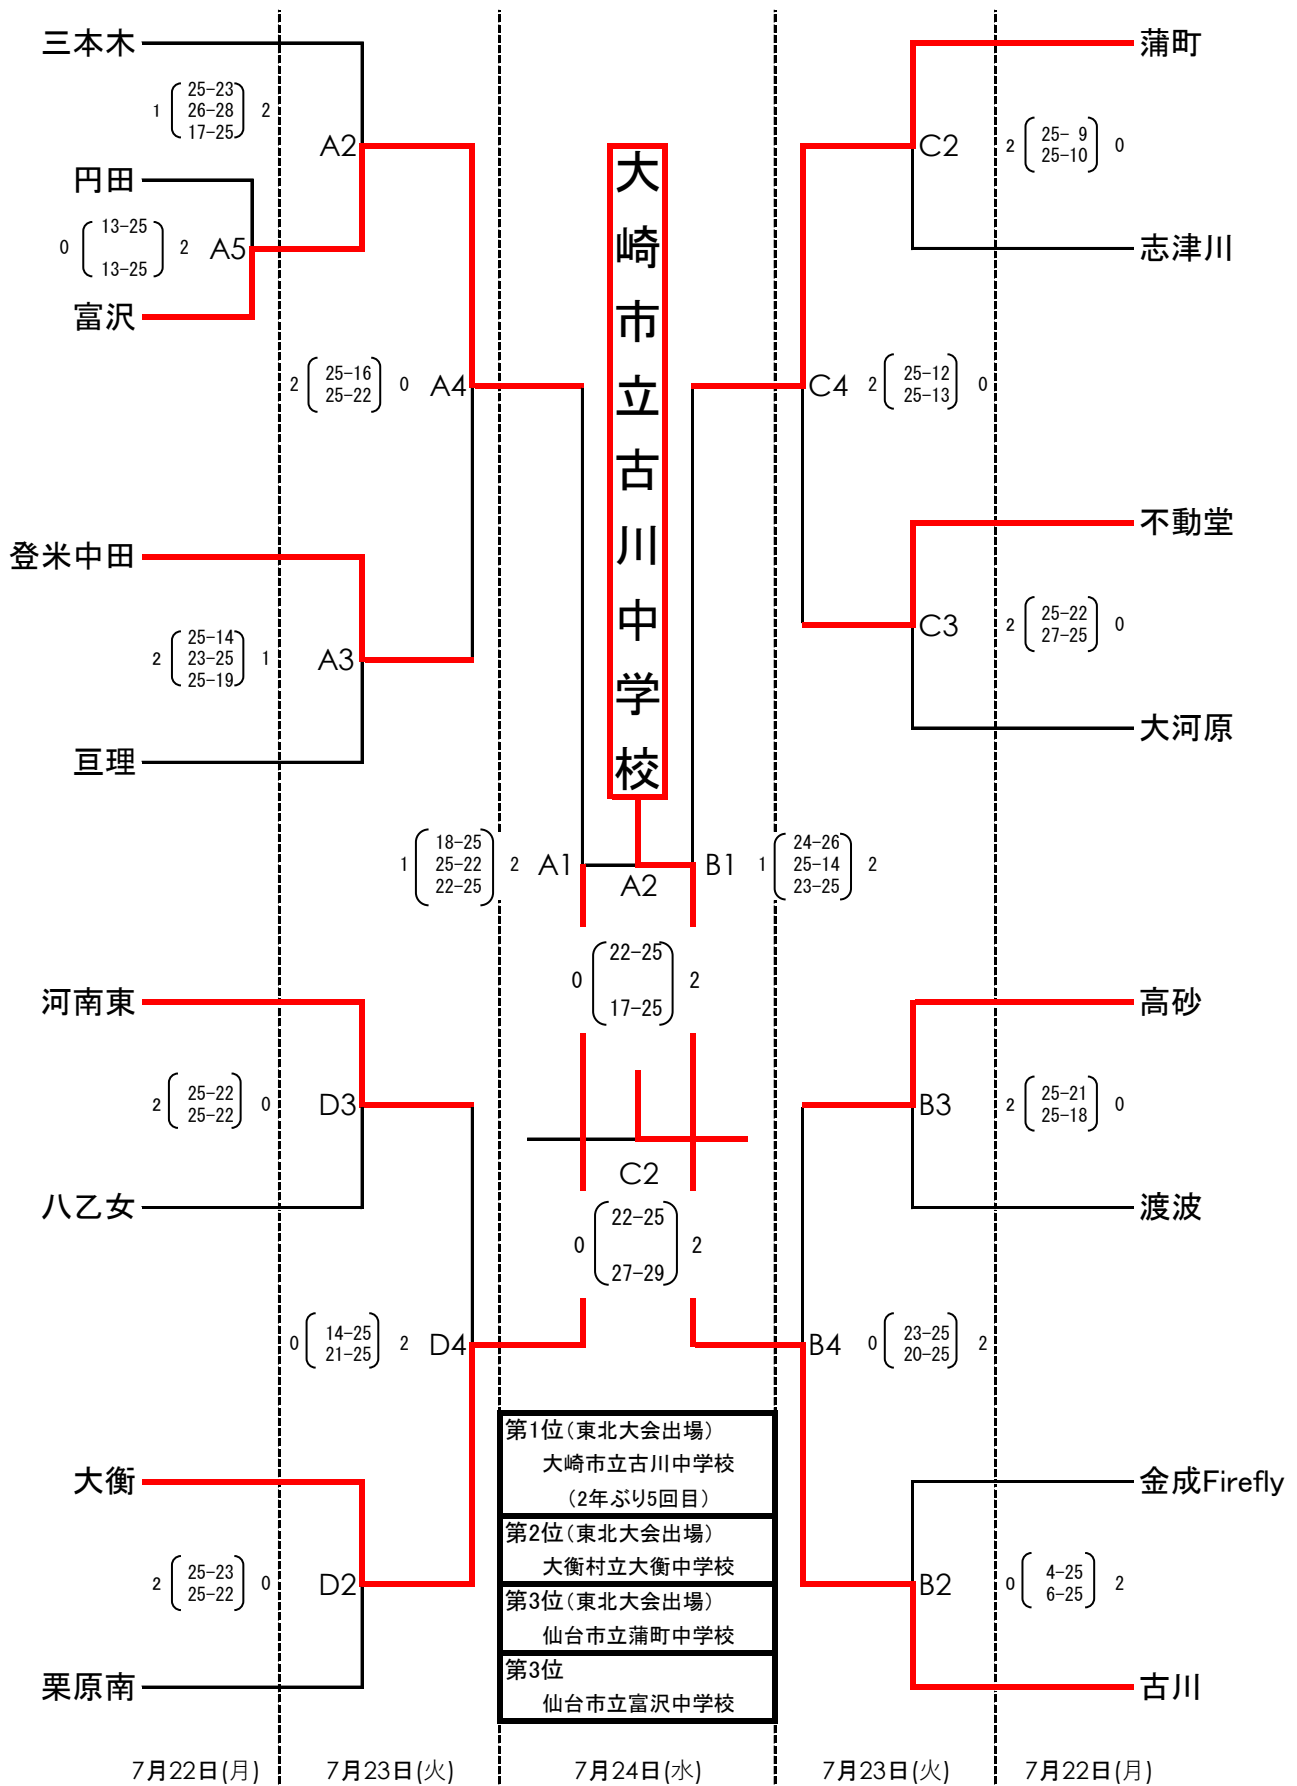 三本木
1 25-23 2
26-28
17-25
A2
円田
0 13-25 2
13-25
A5
富沢
2 25-16 0
25-22
A4
登米中田
2 25-14 1
23-25
25-19
A3
亘理
1 18-25 2
25-22
22-25
A1
河南東
2 25-22 0
25-22
D3
八乙女
0 14-25 2
21-25
D4
大衡
2 25-23 0
25-22
D2
栗原南
大崎市立古川中学校
A2
0 22-25 2
17-25
C2
0 22-25 2
27-29
第1位(東北大会出場)
大崎市立古川中学校
(2年ぶり5回目)
第2位(東北大会出場)
大衡村立大衡中学校
第3位(東北大会出場)
仙台市立蒲町中学校
第3位
仙台市立富沢中学校
蒲町
C2
2 25- 9 0
25-10
志津川
C4
2 25-12 0
25-13
不動堂
C3
2 25-22 0
27-25
大河原
B1
1 24-26 2
25-14
23-25
高砂
B3
2 25-21 0
25-18
渡波
B4
0 23-25 2
20-25
金成Firefly
B2
0 4-25 2
6-25
古川
7月22日(月)
7月23日(火)
7月24日(水)
7月23日(火)
7月22日(月)